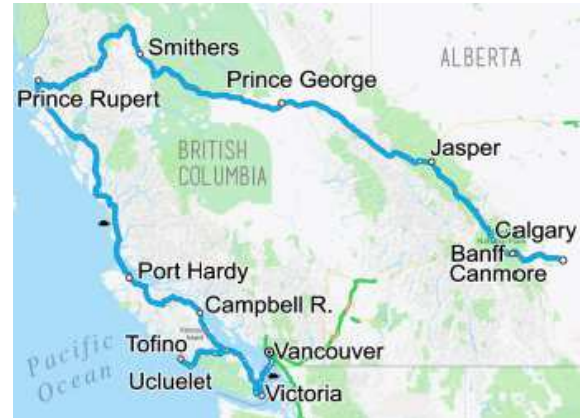 Smithers
ALBERTA
Prince George
Prince Rupert
Jasper
BRITISH
COLUMBIA
Calgary
Banff
Canmore
Port Hardy
Campbell R.
Tofino
Vancouver
Pacific
Ocean
Ucluelet
Victoria